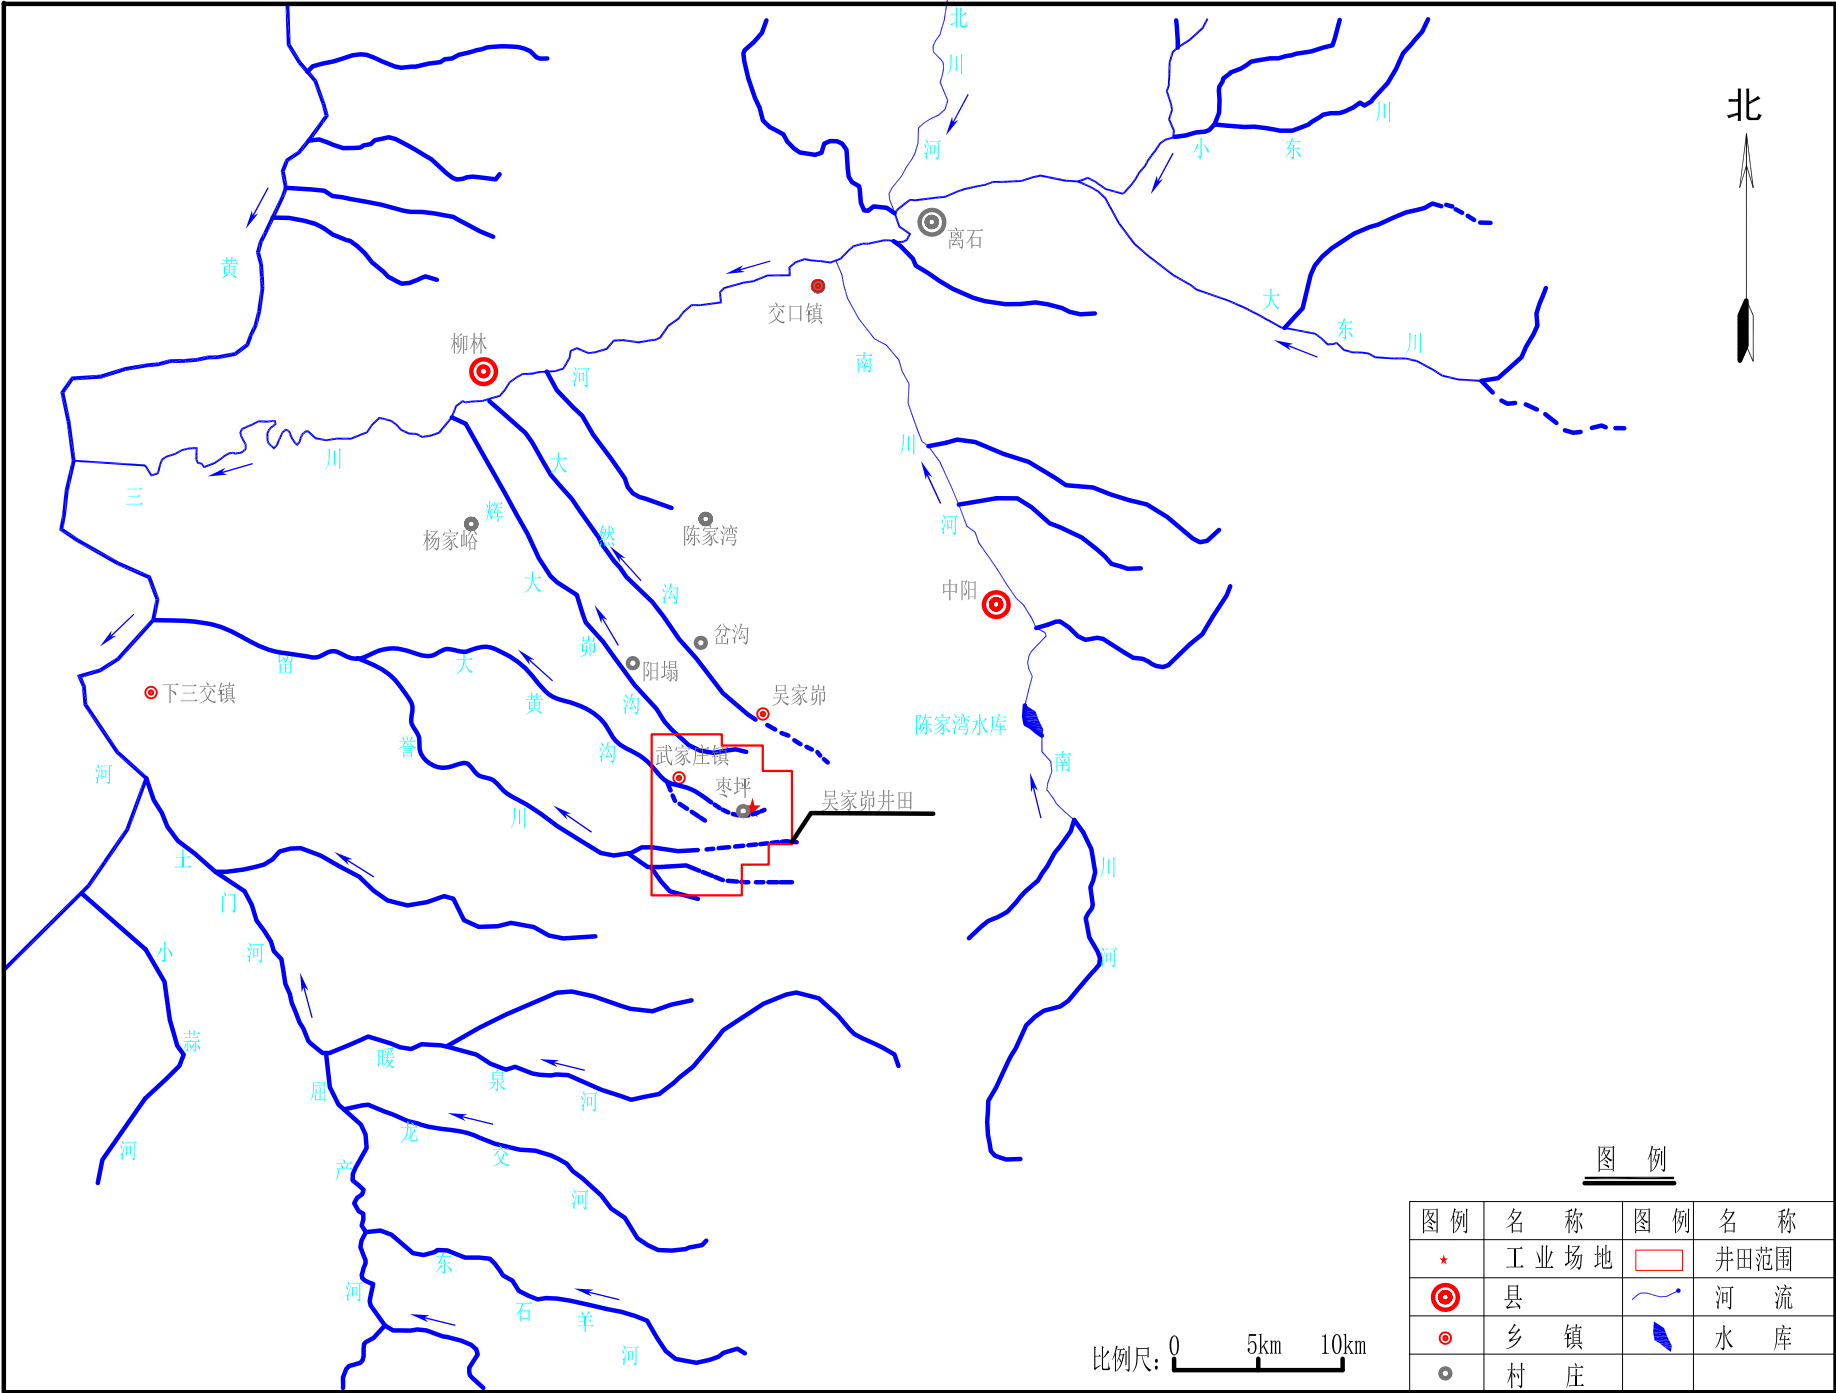 北川河
小东川
北
黄河
离石
大东川
交口镇
柳林
三川河
南川河
杨家峪
陈家湾
辉大峁沟
大然沟
中阳
岔沟
阳塌
吴家峁
下三交镇
留誉川
大黄沟
陈家湾水库
南川河
武家庄镇
枣坪
吴家峁井田
土门河
小蒜河
暖泉河
屈产河
龙交河
东石羊河
图 例
图 例 名 称 图 例 名 称
工 业 场 地 井田范围
县 河 流
乡 镇 水 库
村 庄
比例尺: 0 5km 10km